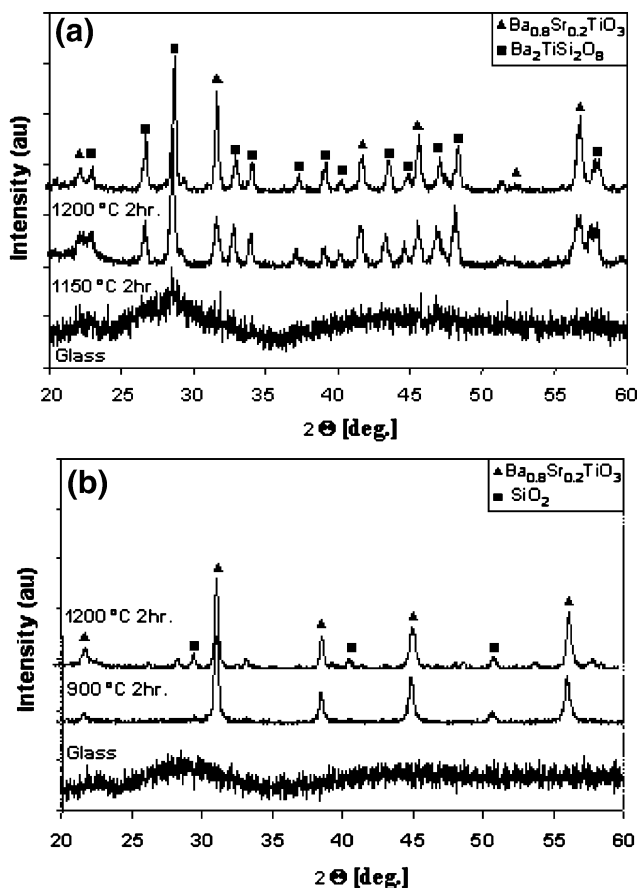 (a)
▲Ba0.8Sr0.2TiO3
■Ba2TiSi2O8
Intensity (au)
1200 °C 2hr.
1150 °C 2hr.
Glass
20 25 30 35 40 45 50 55 60
2 Θ [deg.]
(b)
▲Ba0.8Sr0.2TiO3
■ SiO2
Intensity (au)
1200 °C 2hr.
900 °C 2hr.
Glass
20 25 30 35 40 45 50 55 60
2 Θ [deg.]